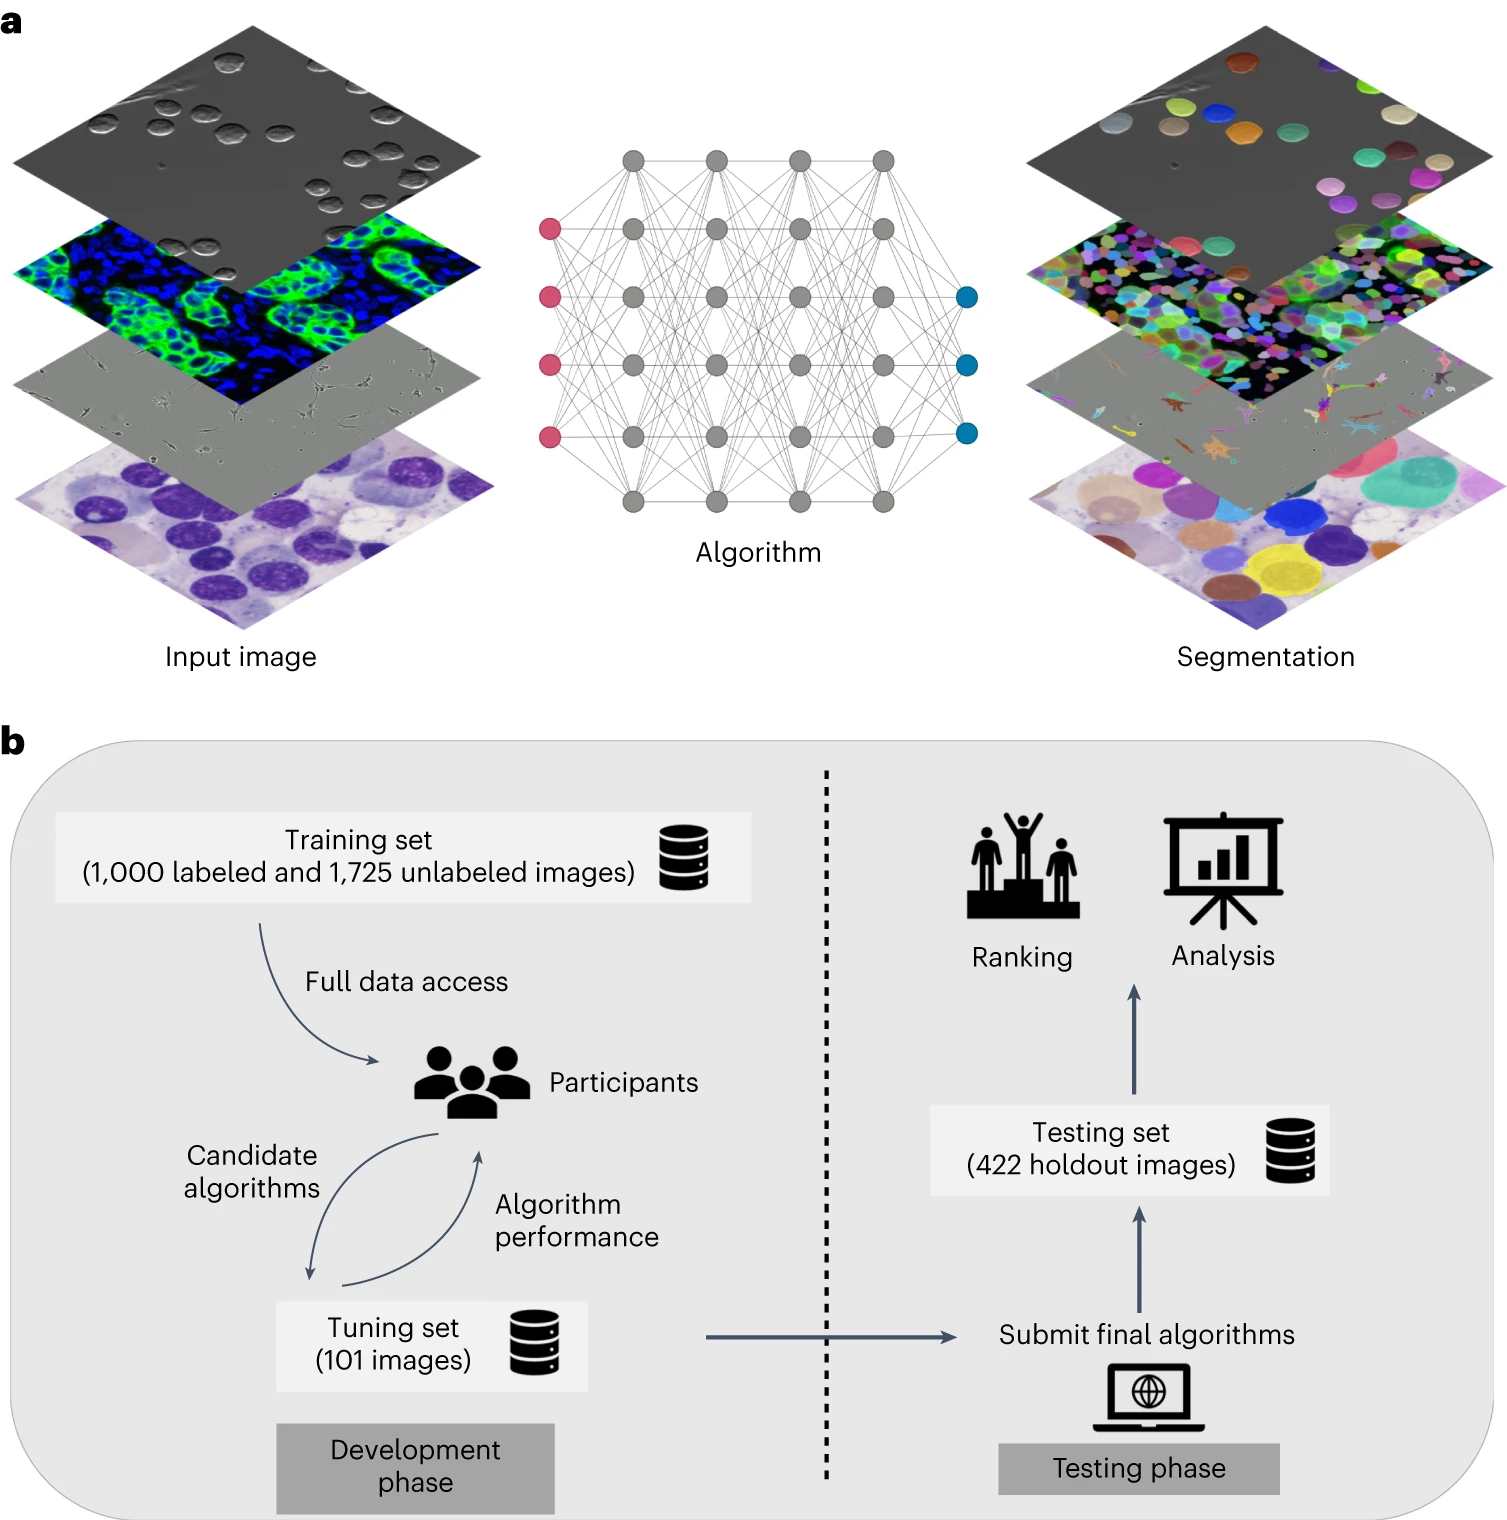 a
Input image
Algorithm
Segmentation
b
Training set
(1,000 labeled and 1,725 unlabeled images)
Full data access
Participants
Candidate
algorithms
Algorithm
performance
Tuning set
(101 images)
Development
phase
Ranking
Analysis
Testing set
(422 holdout images)
Submit final algorithms
Testing phase